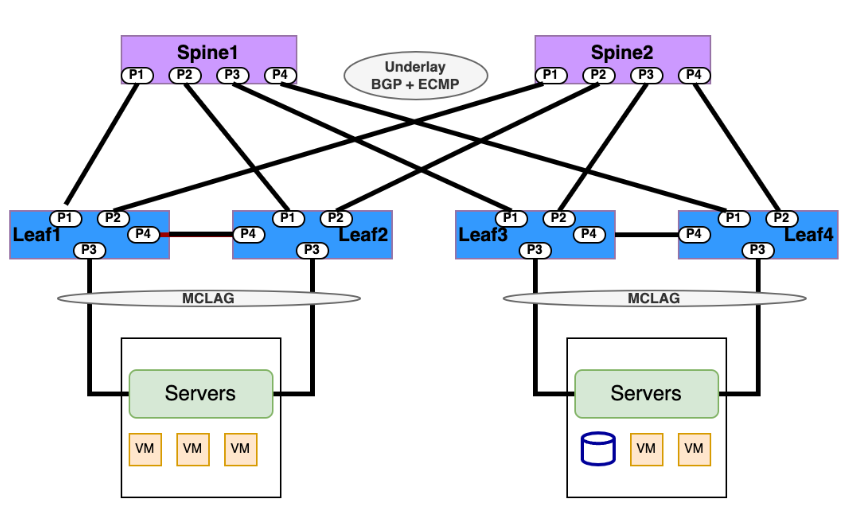 Spine1
P1 P2 P3 P4
Underlay
BGP + ECMP
Spine2
P1 P2 P3 P4
P1 P2
Leaf1 P4
P3
P1 P2
P4 Leaf2
P3
P1 P2
Leaf3 P4
P3
P1 P2
P4 Leaf4
P3
MCLAG
MCLAG
Servers
VM VM VM
Servers
VM VM